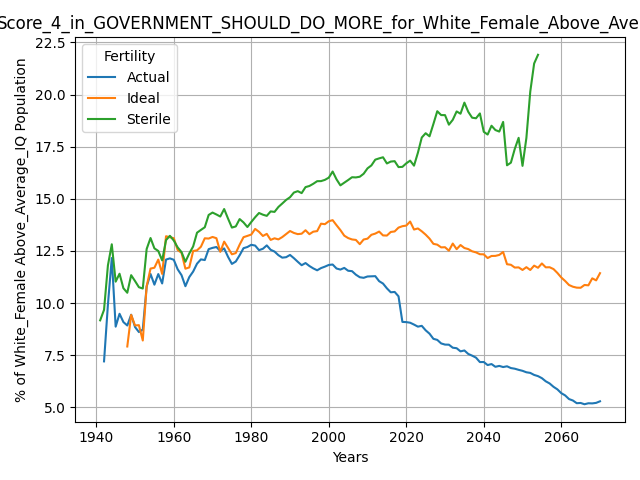 Score_4_in_GOVERNMENT_SHOULD_DO_MORE_for_White_Female_Above_Ave
Fertility
Actual
Ideal
Sterile
% of White_Female Above_Average_IQ Population
22.5
20.0
17.5
15.0
12.5
10.0
7.5
5.0
1940 1960 1980 2000 2020 2040 2060
Years